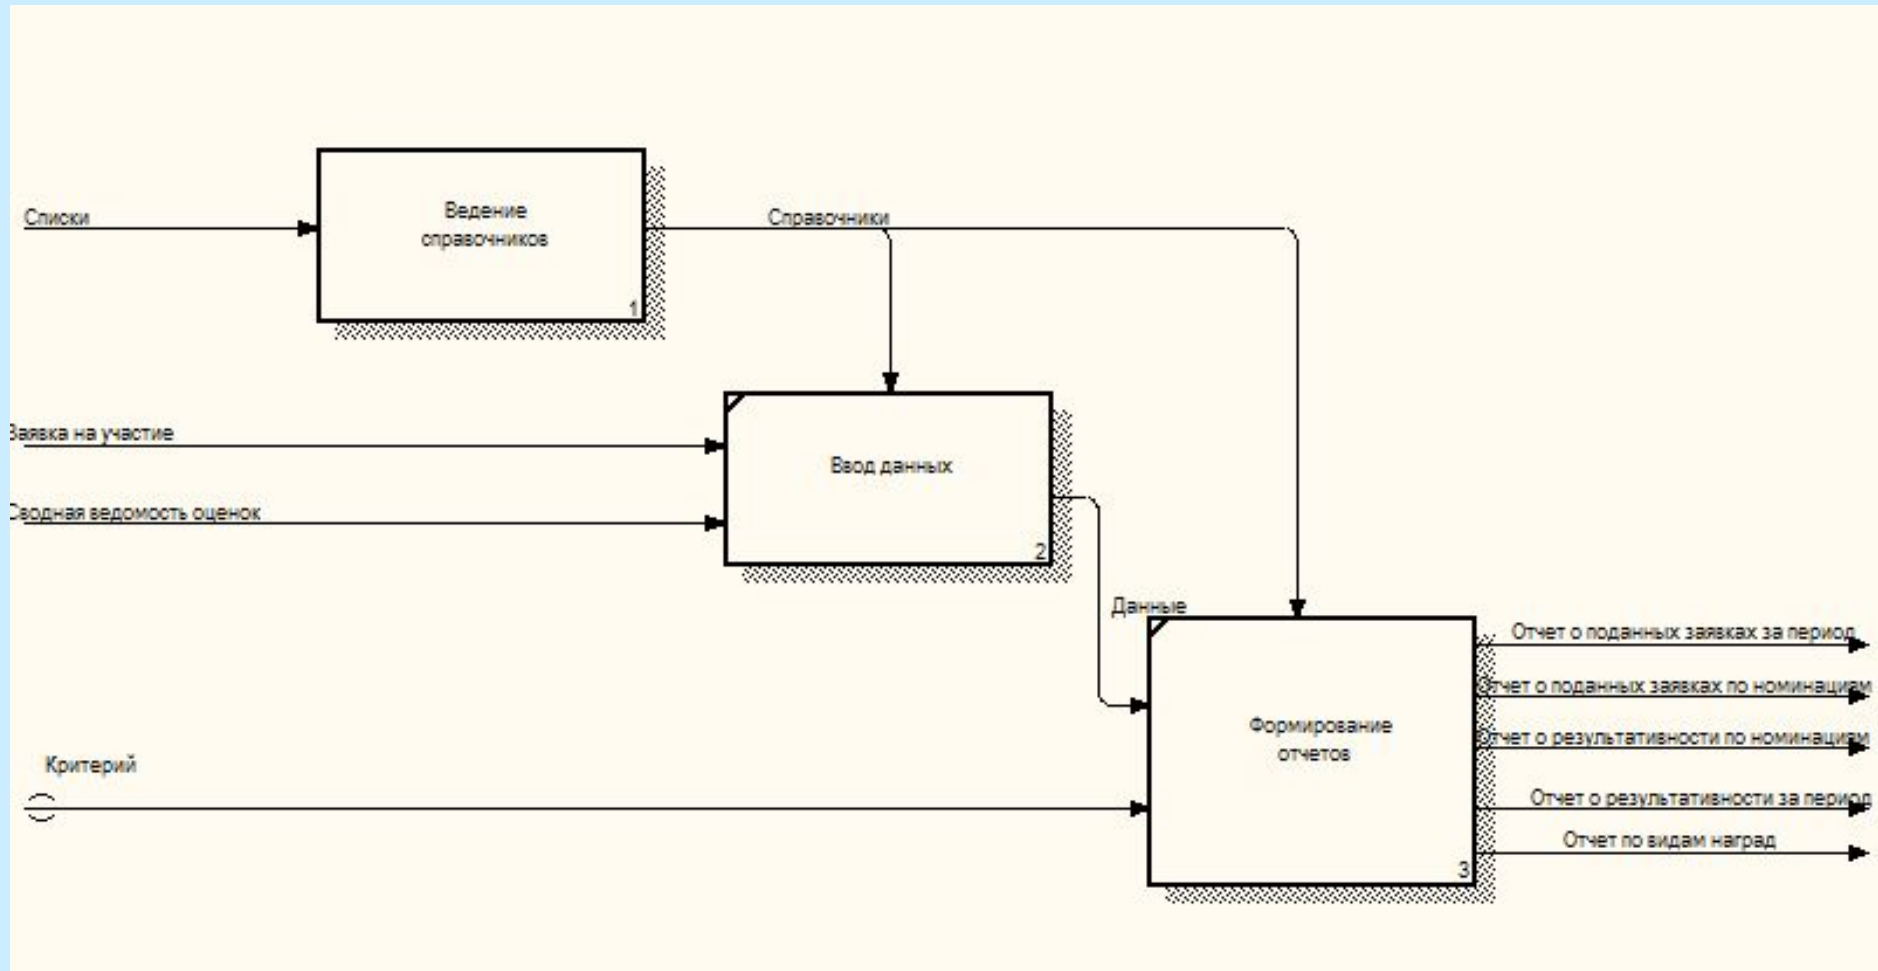 Списки
Ведение
справочников
1
Справочники
Заявка на участие
Сводная ведомость оценок
Ввод данных
2
Данные
Критерий
Формирование
отчетов
3
Отчет о поданных заявках за период
Отчет о поданных заявках по номинациям
Отчет о результативности по номинациям
Отчет о результативности за период
Отчет по видам наград